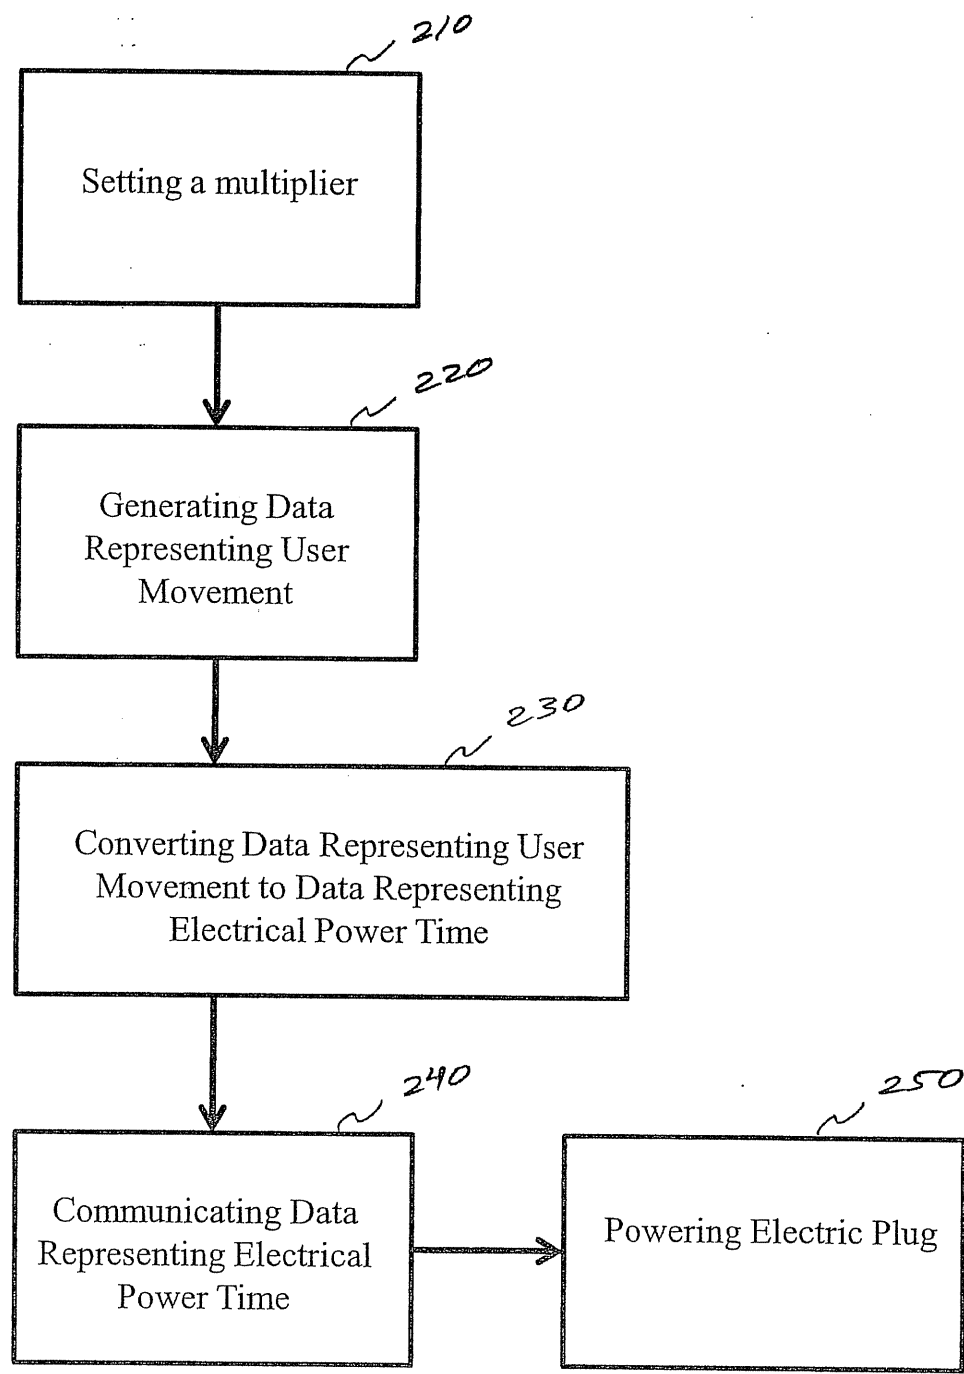 210
Setting a multiplier
220
Generating Data
Representing User
Movement
230
Converting Data Representing User
Movement to Data Representing
Electrical Power Time
240
Communicating Data
Representing Electrical
Power Time
250
Powering Electric Plug